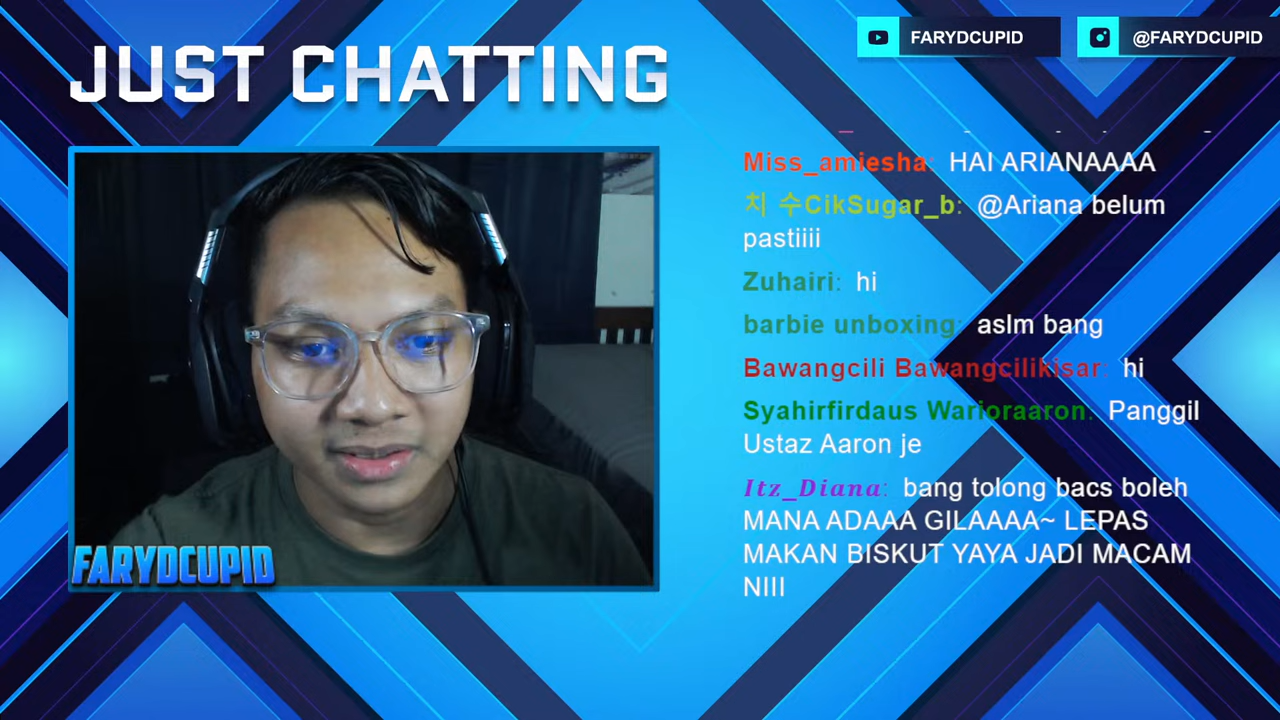 JUST CHATTING
FARYDCUPID
@FARYDCUPID
Miss_amiesha: HAI ARIANAAAA
치 수CikSugar_b: @Ariana belum
pastiiii
Zuhairi: hi
barbie unboxing: aslm bang
Bawangcili Bawangcilikisar: hi
Syahirfirdaus Warioraaron: Panggil
Ustaz Aaron je
Itz_Diana: bang tolong bacs boleh
MANA ADAAA GILAAAA~ LEPAS
MAKAN BISKUT YAYA JADI MACAM
NIII
FARYDCUPID